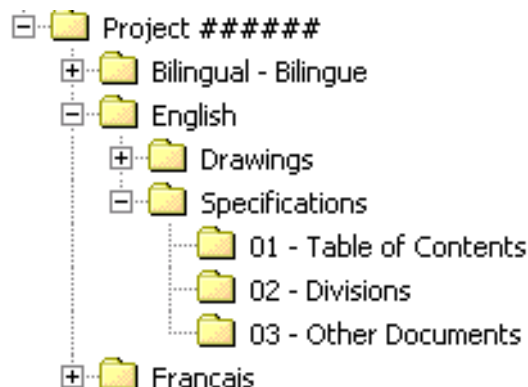 Project ######
Bilingual - Bilingue
English
Drawings
Specifications
01 - Table of Contents
02 - Divisions
03 - Other Documents
Francais